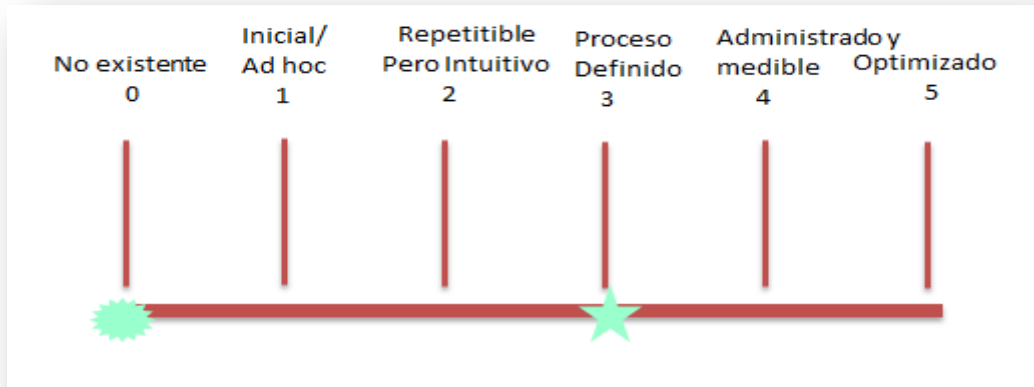 No existente
0
Inicial/
Ad hoc
1
Repetitible
Pero Intuitivo
2
Proceso
Definido
3
Administrado y
medible
4
Optimizado
5